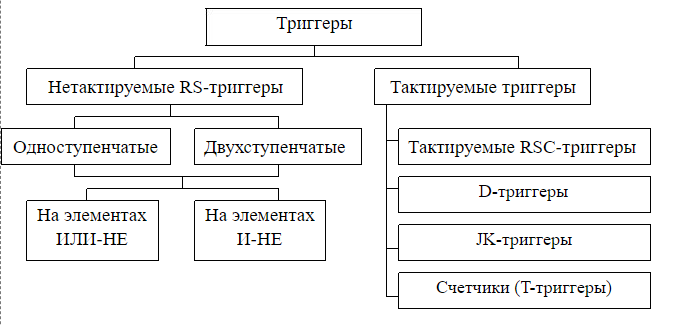 Триггеры
Нетактируемые RS-триггеры
Тактируемые триггеры
Одноступенчатые
Двухступенчатые
Тактируемые RSC-триггеры
D-триггеры
На элементах
ИЛИ-НЕ
На элементах
И-НЕ
JK-триггеры
Счетчики (Т-триггеры)